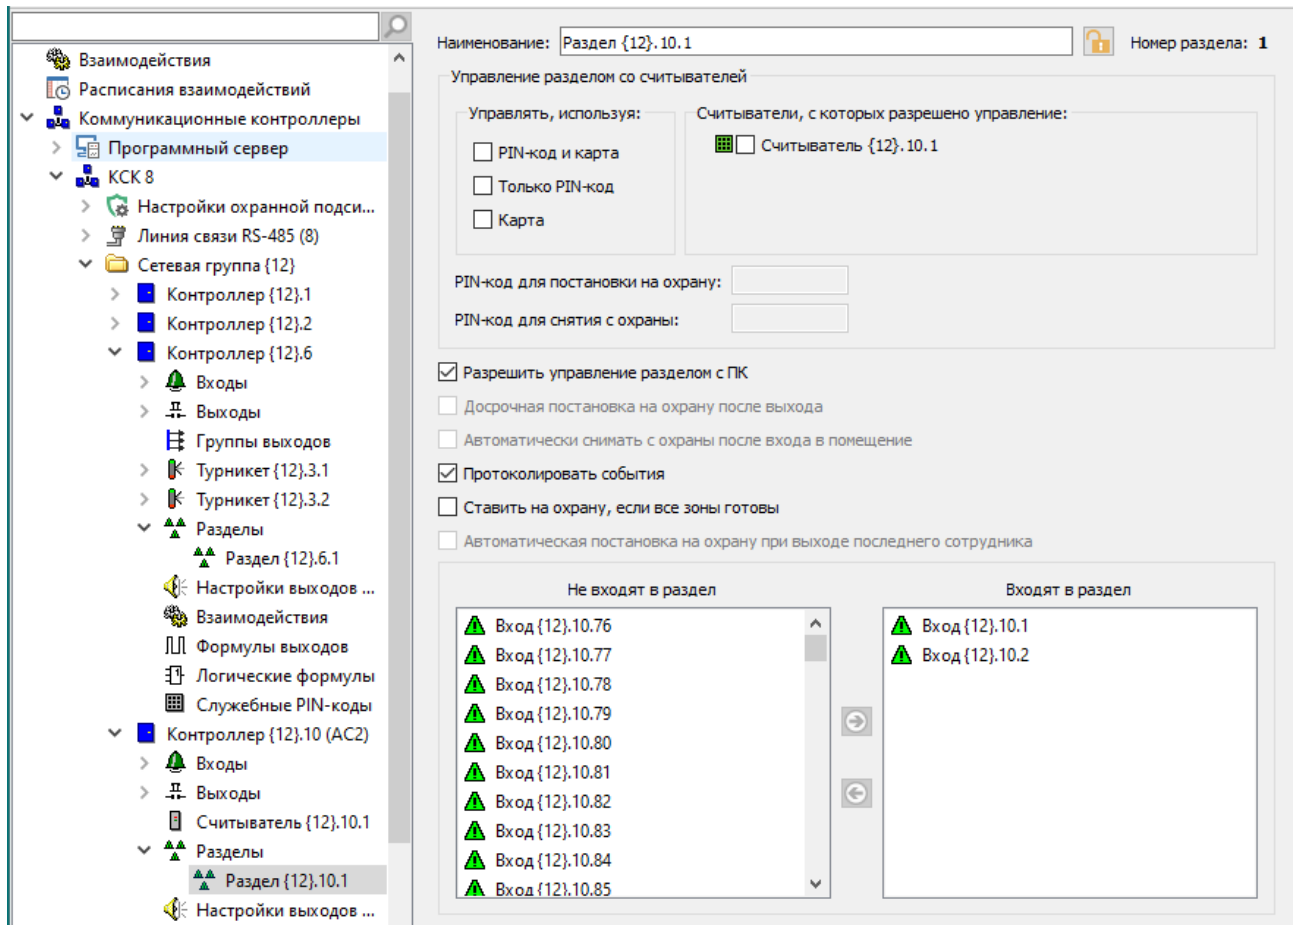 Взаимодействия
Расписания взаимодействий
Коммуникационные контроллеры
Программный сервер
КСК 8
Настройки охранной подси...
Линия связи RS-485 (8)
Сетевая группа {12}
Контроллер {12}.1
Контроллер {12}.2
Контроллер {12}.6
Входы
Выходы
Группы выходов
Турникет {12}.3.1
Турникет {12}.3.2
Разделы
Раздел {12}.6.1
Настройки выходов ...
Взаимодействия
Формулы выходов
Логические формулы
Служебные PIN-коды
Контроллер {12}.10 (AC2)
Входы
Выходы
Считыватель {12}.10.1
Разделы
Раздел {12}.10.1
Настройки выходов ...
Наименование: Раздел {12}.10.1 Номер раздела: 1
Управление разделом со считывателей
Управлять, используя:
PIN-код и карта
Только PIN-код
Карта
Считыватели, с которых разрешено управление:
Считыватель {12}.10.1
PIN-код для постановки на охрану:
PIN-код для снятия с охраны:
Разрешить управление разделом с ПК
Досрочная постановка на охрану после выхода
Автоматически снимать с охраны после входа в помещение
Протоколировать события
Ставить на охрану, если все зоны готовы
Автоматическая постановка на охрану при выходе последнего сотрудника
Не входят в раздел
Вход {12}.10.76
Вход {12}.10.77
Вход {12}.10.78
Вход {12}.10.79
Вход {12}.10.80
Вход {12}.10.81
Вход {12}.10.82
Вход {12}.10.83
Вход {12}.10.84
Вход {12}.10.85
Входят в раздел
Вход {12}.10.1
Вход {12}.10.2